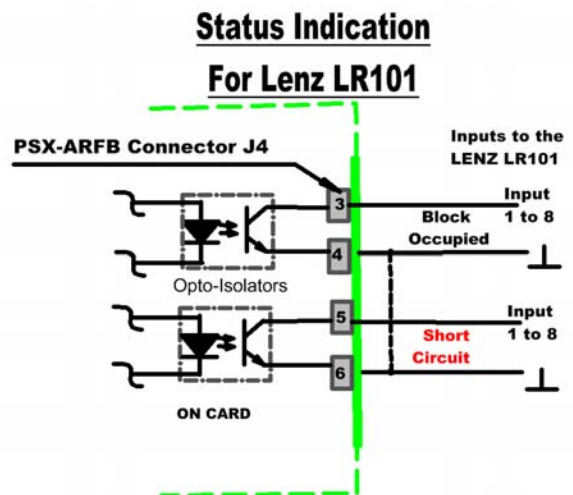 Status Indication
For Lenz LR101
PSX-ARFB Connector J4
Inputs to the
LENZ LR101
3
Input
1 to 8
Block
Occupied
4
Opto-Isolators
5
Input
1 to 8
Short
Circuit
6
ON CARD